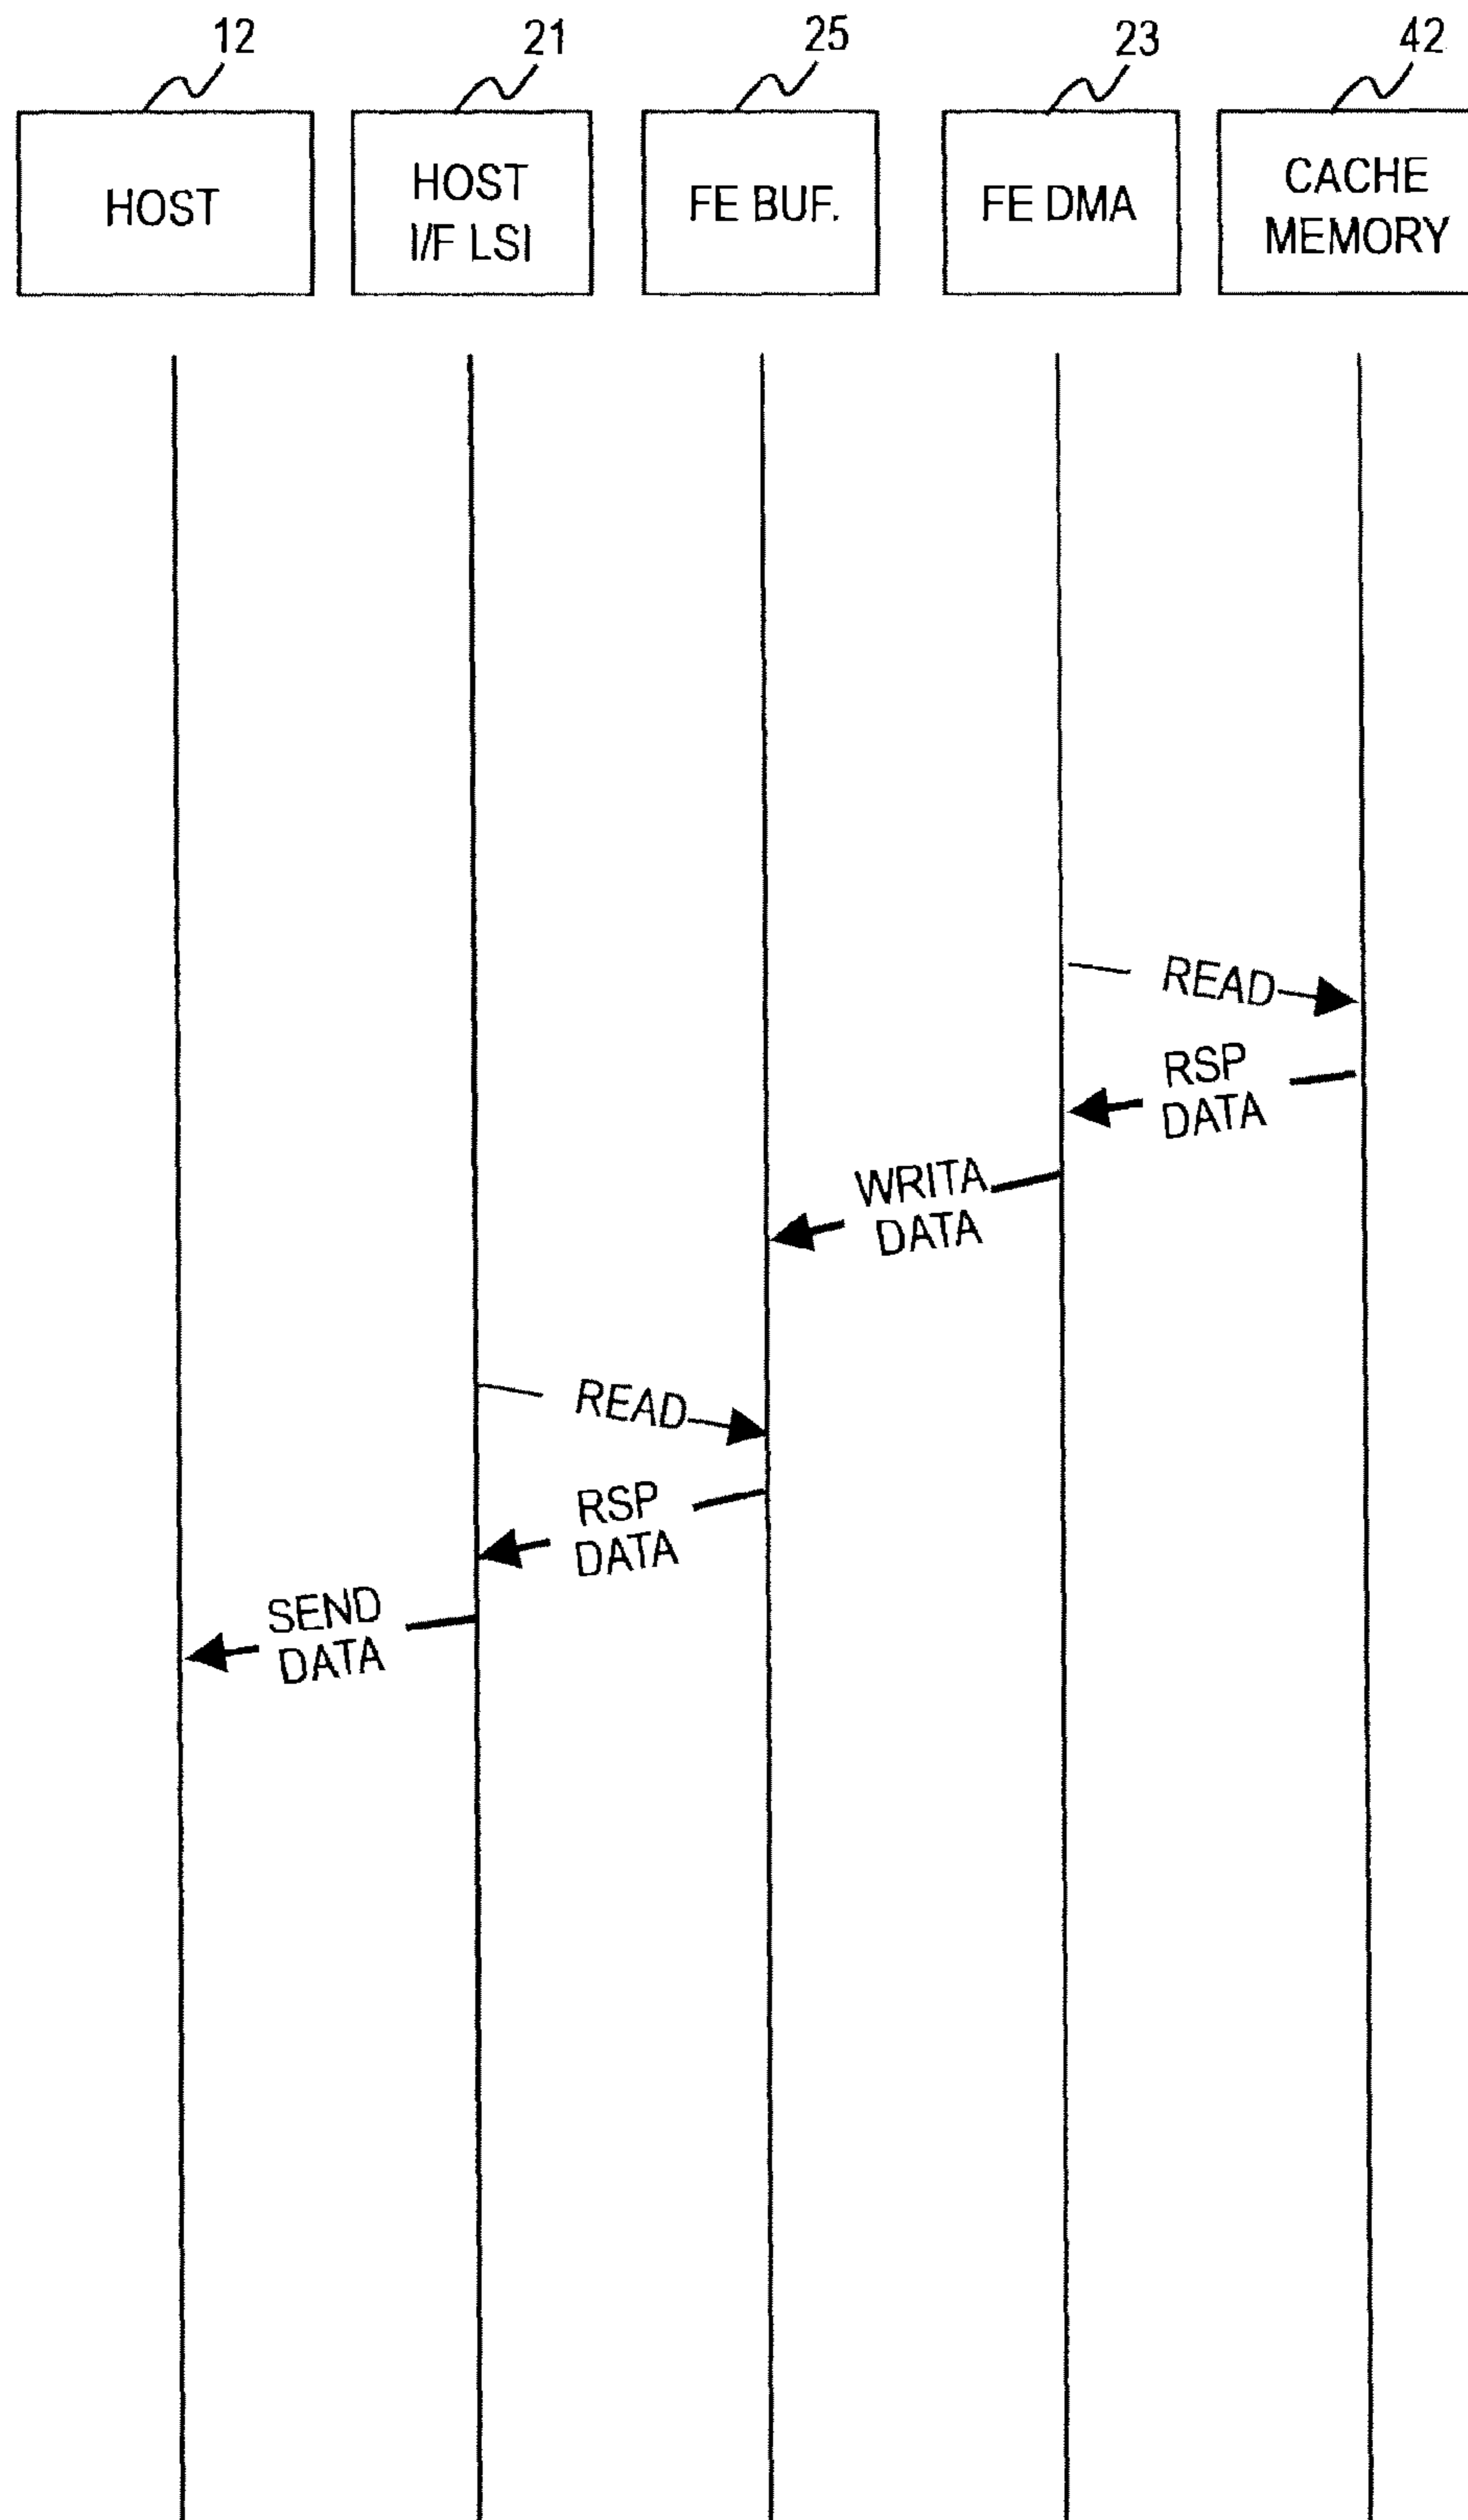 12
21
25
23
42
HOST
HOST
I/F LSI
FE BUF.
FE DMA
CACHE
MEMORY
READ
RSP
DATA
WRITA
DATA
READ
RSP
DATA
SEND
DATA